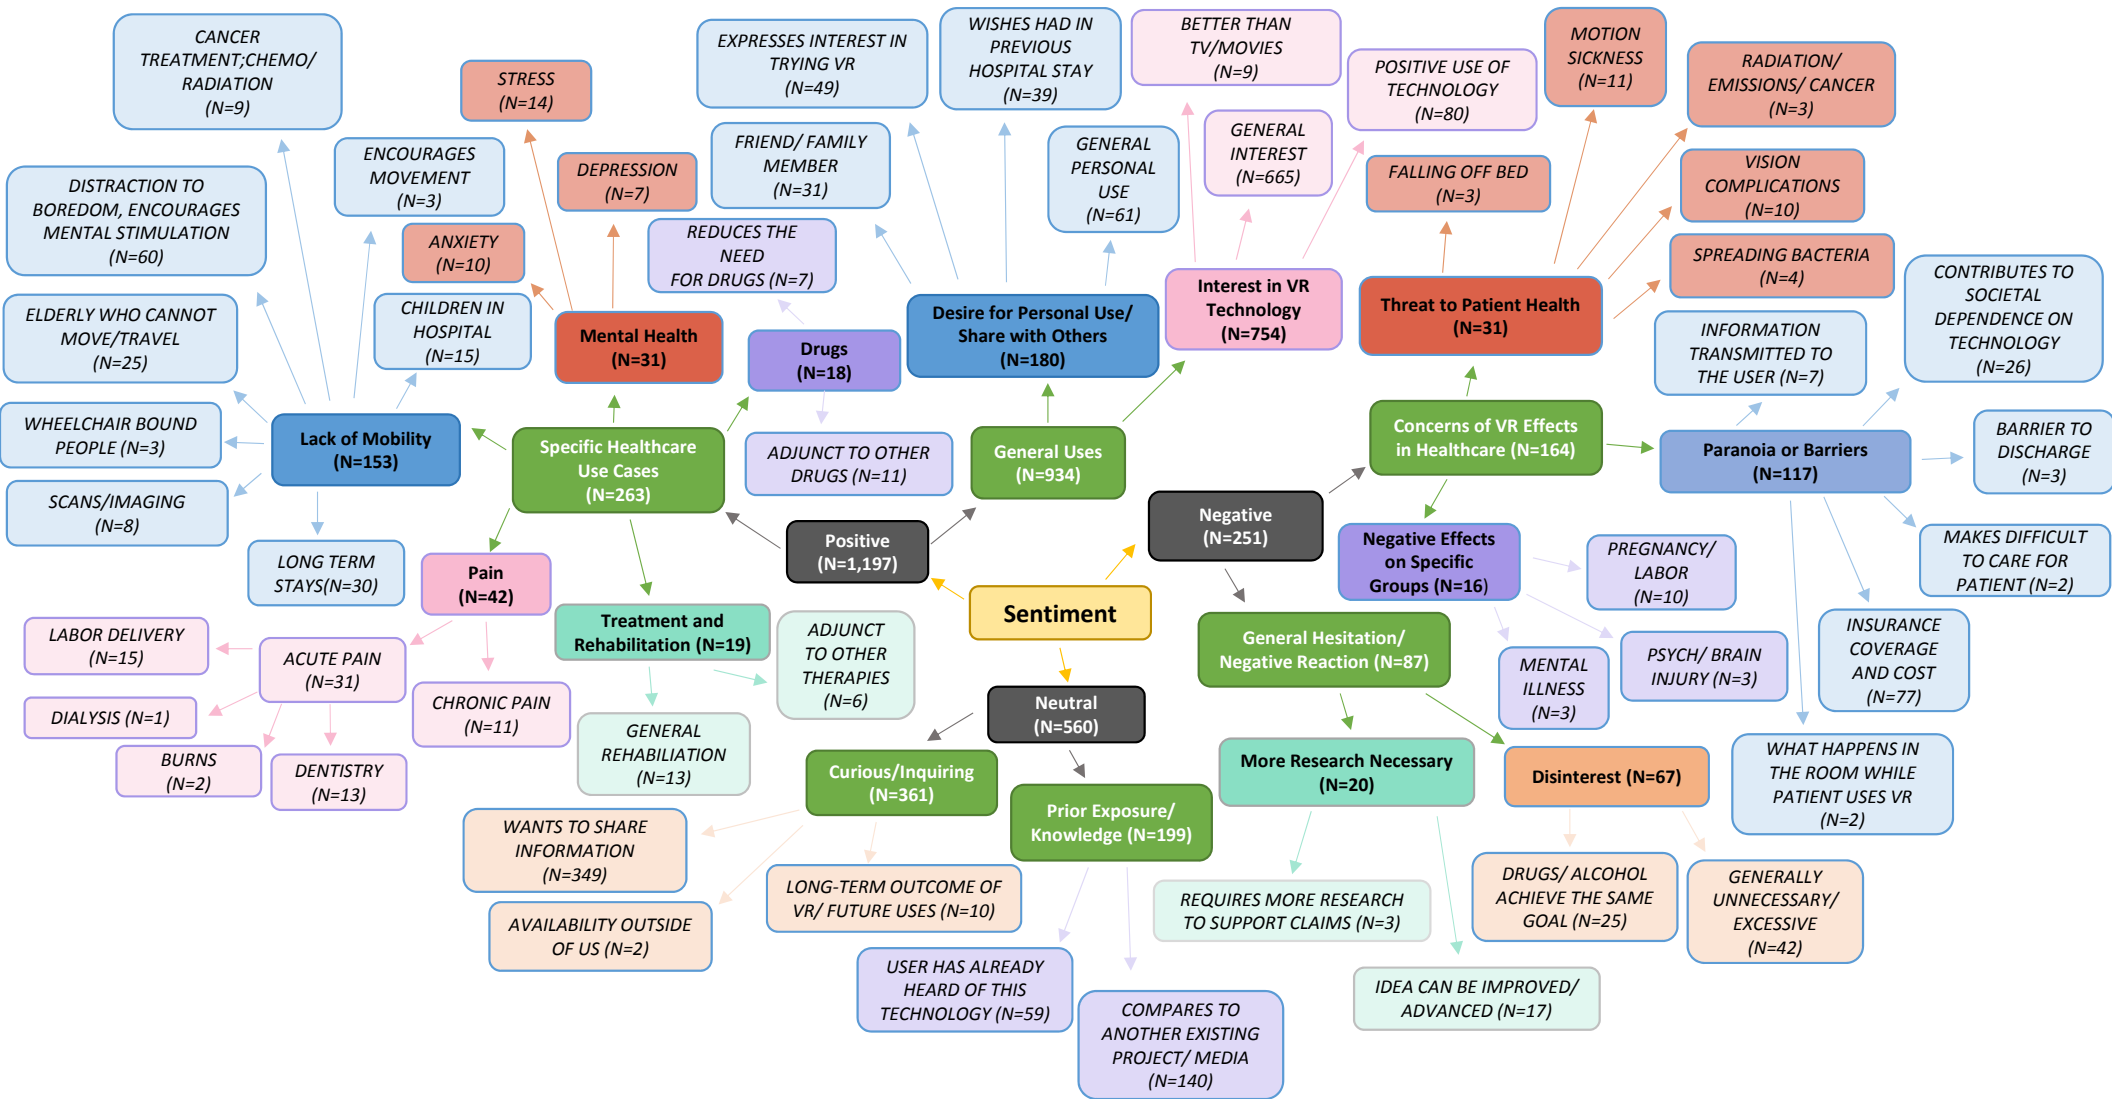 CANCER
TREATMENT;CHEMO/
RADIATION
(N=9)
STRESS
(N=14)
EXPRESSES INTEREST IN
TRYING VR
(N=49)
WISHES HAD IN
PREVIOUS
HOSPITAL STAY
(N=39)
BETTER THAN
TV/MOVIES
(N=9)
POSITIVE USE OF
TECHNOLOGY
(N=80)
MOTION
SICKNESS
(N=11)
RADIATION/
EMISSIONS/ CANCER
(N=3)
DISTRACTION TO
BOREDOM, ENCOURAGES
MENTAL STIMULATION
(N=60)
ENCOURAGES
MOVEMENT
(N=3)
ANXIETY
(N=10)
DEPRESSION
(N=7)
FRIEND/ FAMILY
MEMBER
(N=31)
REDUCES THE
NEED
FOR DRUGS (N=7)
GENERAL
PERSONAL
USE
(N=61)
GENERAL
INTEREST
(N=665)
FALLING OFF BED
(N=3)
VISION
COMPLICATIONS
(N=10)
SPREADING BACTERIA
(N=4)
CONTRIBUTES TO
SOCIETAL
DEPENDENCE ON
TECHNOLOGY
(N=26)
ELDERLY WHO CANNOT
MOVE/TRAVEL
(N=25)
CHILDREN IN
HOSPITAL
(N=15)
Mental Health
(N=31)
Drugs
(N=18)
Desire for Personal Use/
Share with Others
(N=180)
Interest in VR
Technology
(N=754)
Threat to Patient Health
(N=31)
INFORMATION
TRANSMITTED TO
THE USER (N=7)
WHEELCHAIR BOUND
PEOPLE (N=3)
Lack of Mobility
(N=153)
Specific Healthcare
Use Cases
(N=263)
ADJUNCT TO OTHER
DRUGS (N=11)
General Uses
(N=934)
Concerns of VR Effects
in Healthcare (N=164)
Paranoia or Barriers
(N=117)
BARRIER TO
DISCHARGE
(N=3)
SCANS/IMAGING
(N=8)
LONG TERM
STAYS(N=30)
Pain
(N=42)
Positive
(N=1,197)
Negative
(N=251)
Negative Effects
on Specific
Groups (N=16)
PREGNANCY/
LABOR
(N=10)
MAKES DIFFICULT
TO CARE FOR
PATIENT (N=2)
Sentiment
LABOR DELIVERY
(N=15)
ACUTE PAIN
(N=31)
Treatment and
Rehabilitation (N=19)
ADJUNCT
TO OTHER
THERAPIES
(N=6)
General Hesitation/
Negative Reaction (N=87)
MENTAL
ILLNESS
(N=3)
PSYCH/ BRAIN
INJURY (N=3)
INSURANCE
COVERAGE
AND COST
(N=77)
DIALYSIS (N=1)
CHRONIC PAIN
(N=11)
Neutral
(N=560)
BURNS
(N=2)
DENTISTRY
(N=13)
GENERAL
REHABILIATION
(N=13)
Curious/Inquiring
(N=361)
Prior Exposure/
Knowledge (N=199)
More Research Necessary
(N=20)
Disinterest (N=67)
WHAT HAPPENS IN
THE ROOM WHILE
PATIENT USES VR
(N=2)
WANTS TO SHARE
INFORMATION
(N=349)
LONG-TERM OUTCOME OF
VR/ FUTURE USES (N=10)
AVAILABILITY OUTSIDE
OF US (N=2)
REQUIRES MORE RESEARCH
TO SUPPORT CLAIMS (N=3)
DRUGS/ ALCOHOL
ACHIEVE THE SAME
GOAL (N=25)
GENERALLY
UNNECESSARY/
EXCESSIVE
(N=42)
USER HAS ALREADY
HEARD OF THIS
TECHNOLOGY (N=59)
COMPARES TO
ANOTHER EXISTING
PROJECT/ MEDIA
(N=140)
IDEA CAN BE IMPROVED/
ADVANCED (N=17)